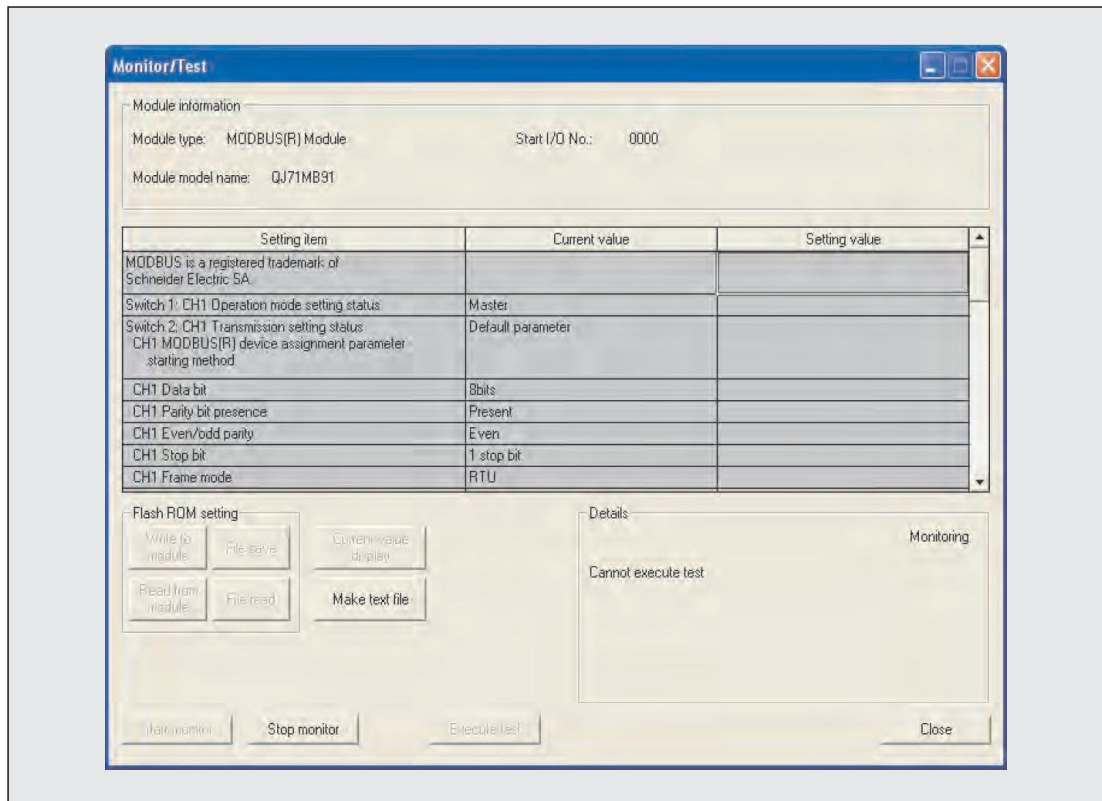 Monitor/Test
Module information
Module type: MODBUS(R) Module Start I/O No.: 0000
Module model name: QJ71MB91
Setting item Current value Setting value
MODBUS is a registered trademark of
Schneider Electric SA.
Switch 1: CH1 Operation mode setting status Master
Switch 2: CH1 Transmission setting status Default parameter
CH1 MODBUS(R) device assignment parameter
starting method
CH1 Data bit 8bits
CH1 Parity bit presence Present
CH1 Even/odd parity Even
CH1 Stop bit 1 stop bit
CH1 Frame mode RTU
Flash ROM setting
Write to
module
File save
Current value
display
Read from
module
File read
Make text file
Details
Monitoring
Cannot execute test
Start monitor Stop monitor Execute test Close